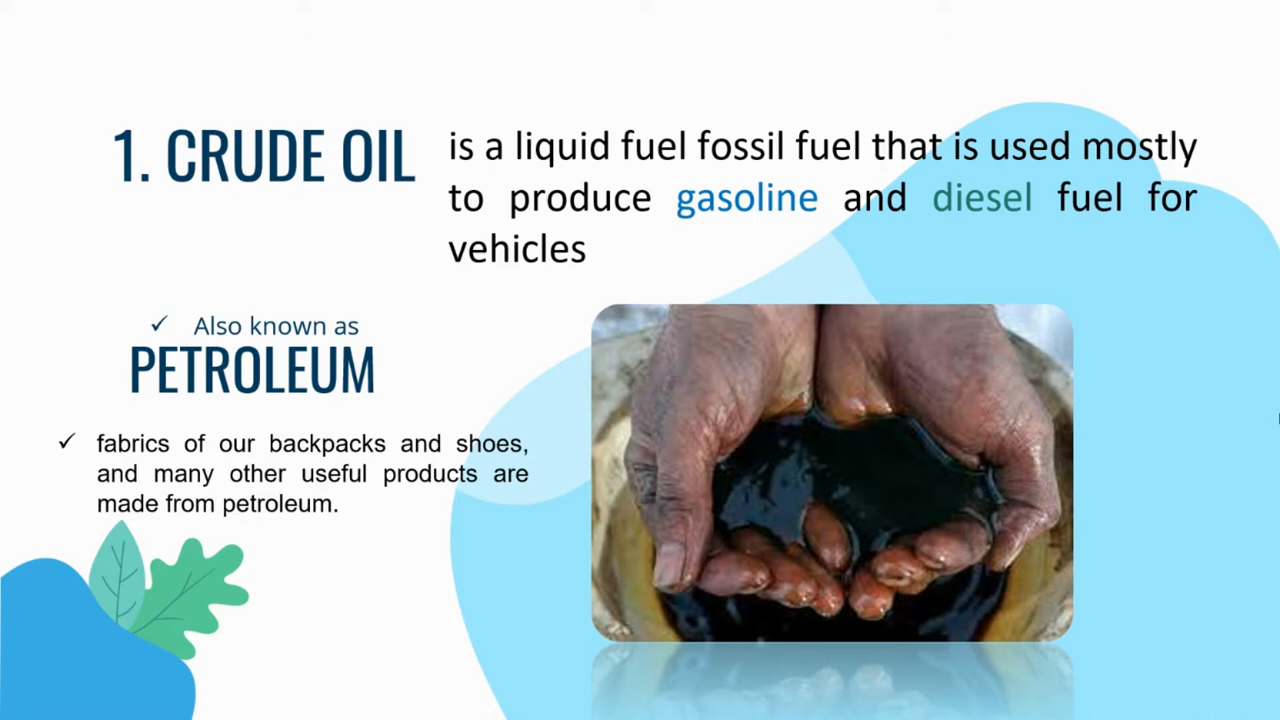 1. CRUDE OIL
is a liquid fuel fossil fuel that is used mostly
to produce gasoline and diesel fuel for
vehicles
✓ Also known as
PETROLEUM
✓ fabrics of our backpacks and shoes,
and many other useful products are
made from petroleum.